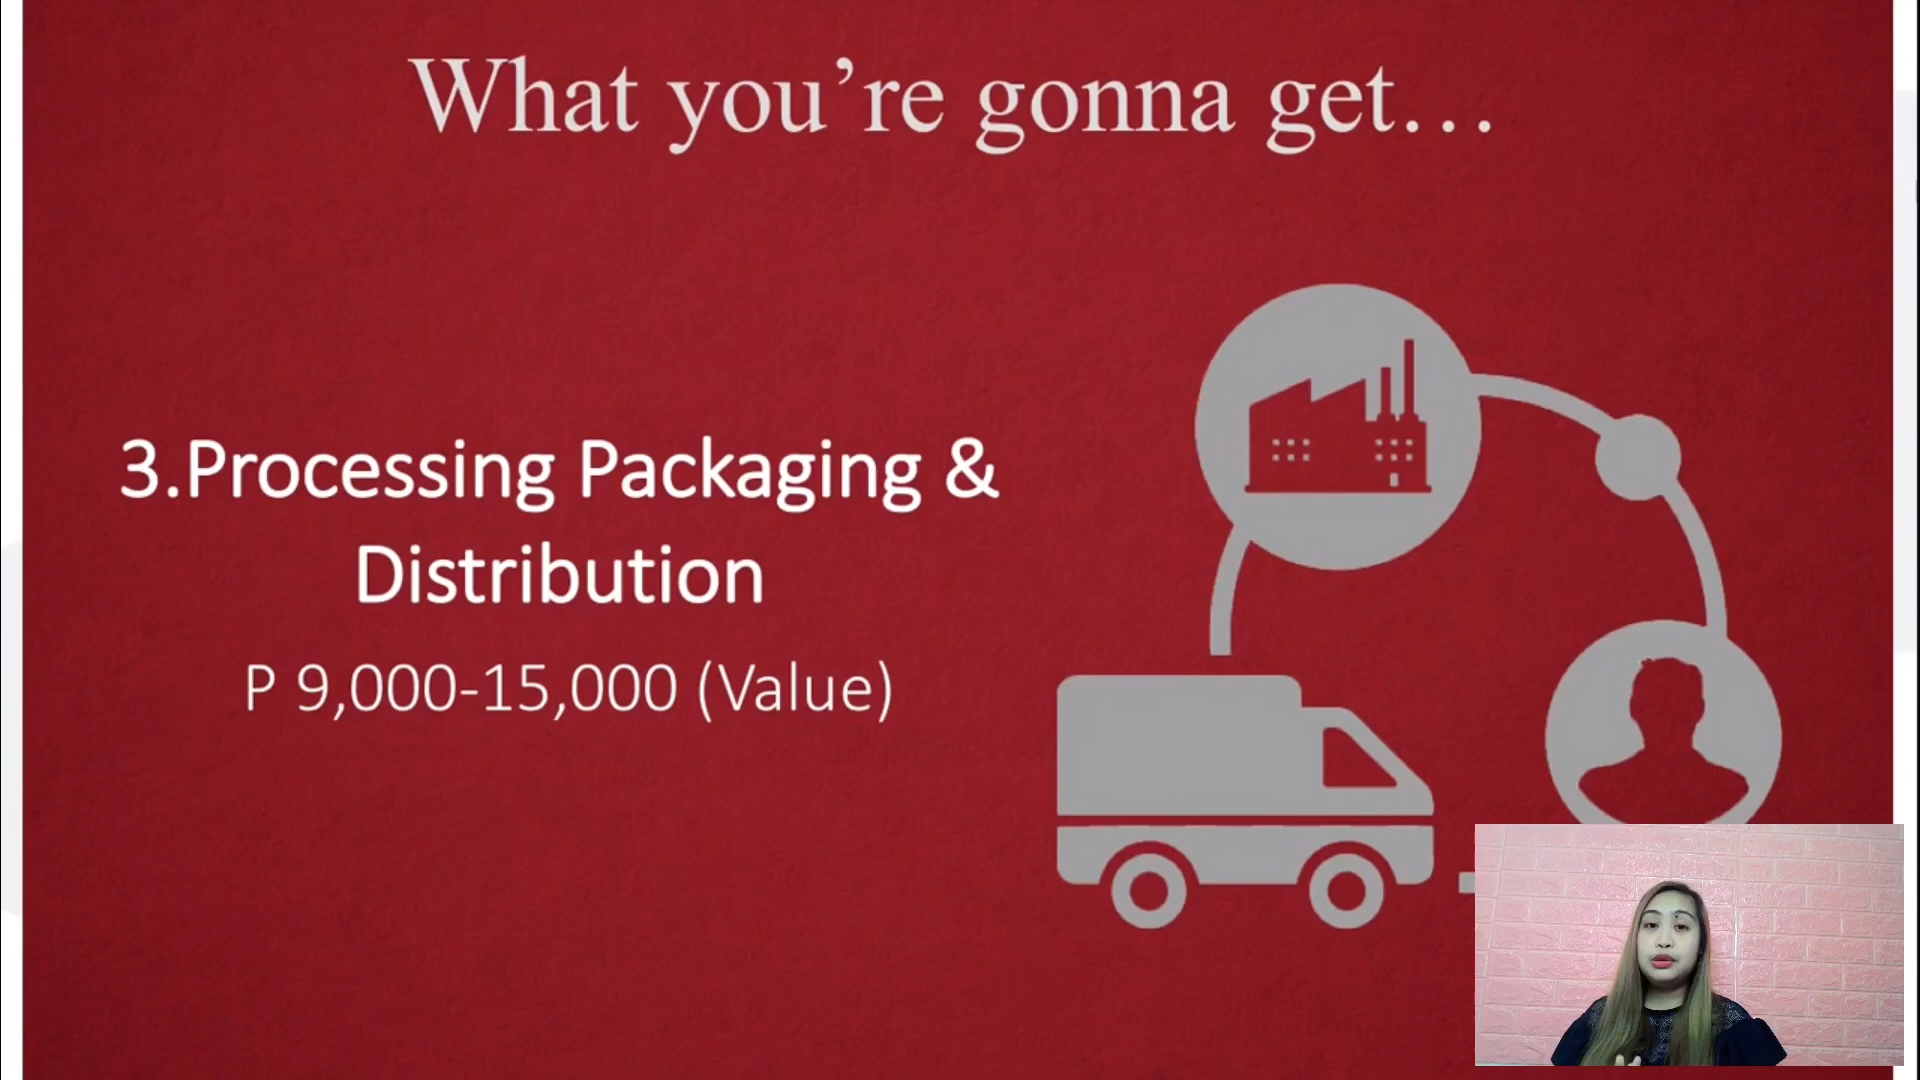 What you’re gonna get…
3.Processing Packaging &
Distribution
P 9,000-15,000 (Value)